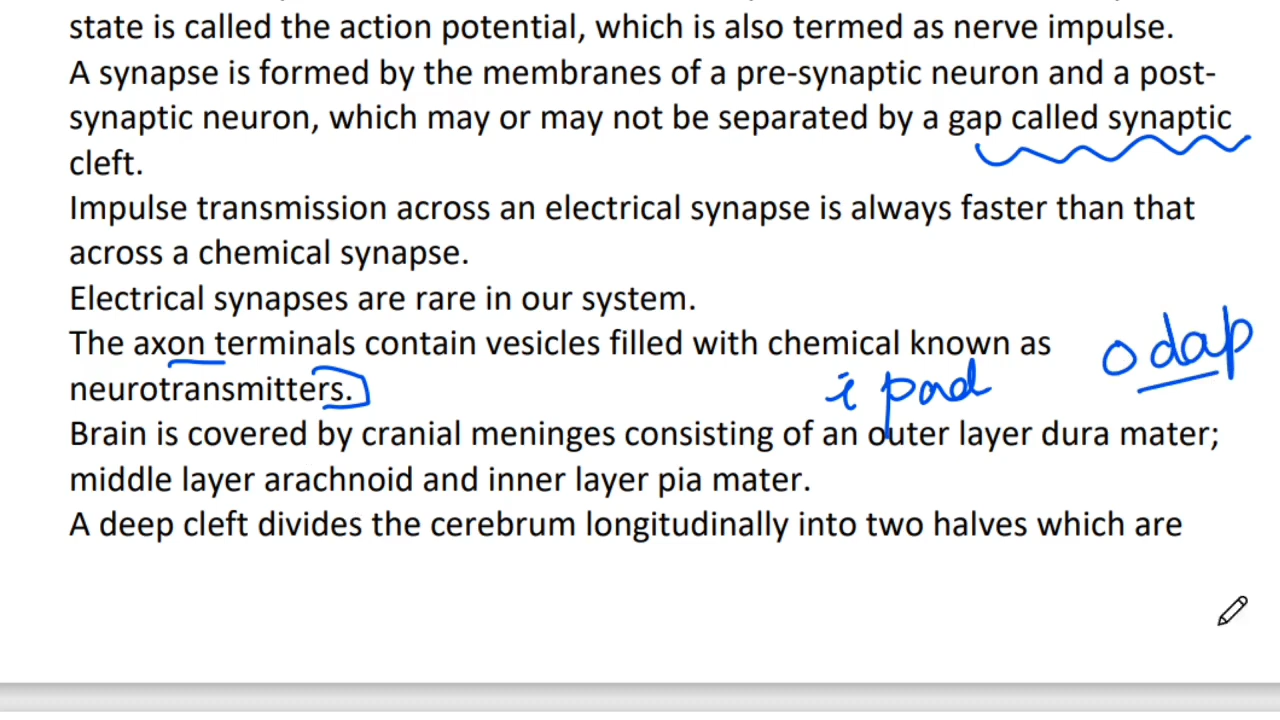 state is called the action potential, which is also termed as nerve impulse.
A synapse is formed by the membranes of a pre-synaptic neuron and a post-
synaptic neuron, which may or may not be separated by a gap called synaptic
cleft.
Impulse transmission across an electrical synapse is always faster than that
across a chemical synapse.
Electrical synapses are rare in our system.
The axon terminals contain vesicles filled with chemical known as
odap
neurotransmitters.
i pad
Brain is covered by cranial meninges consisting of an outer layer dura mater;
middle layer arachnoid and inner layer pia mater.
A deep cleft divides the cerebrum longitudinally into two halves which are